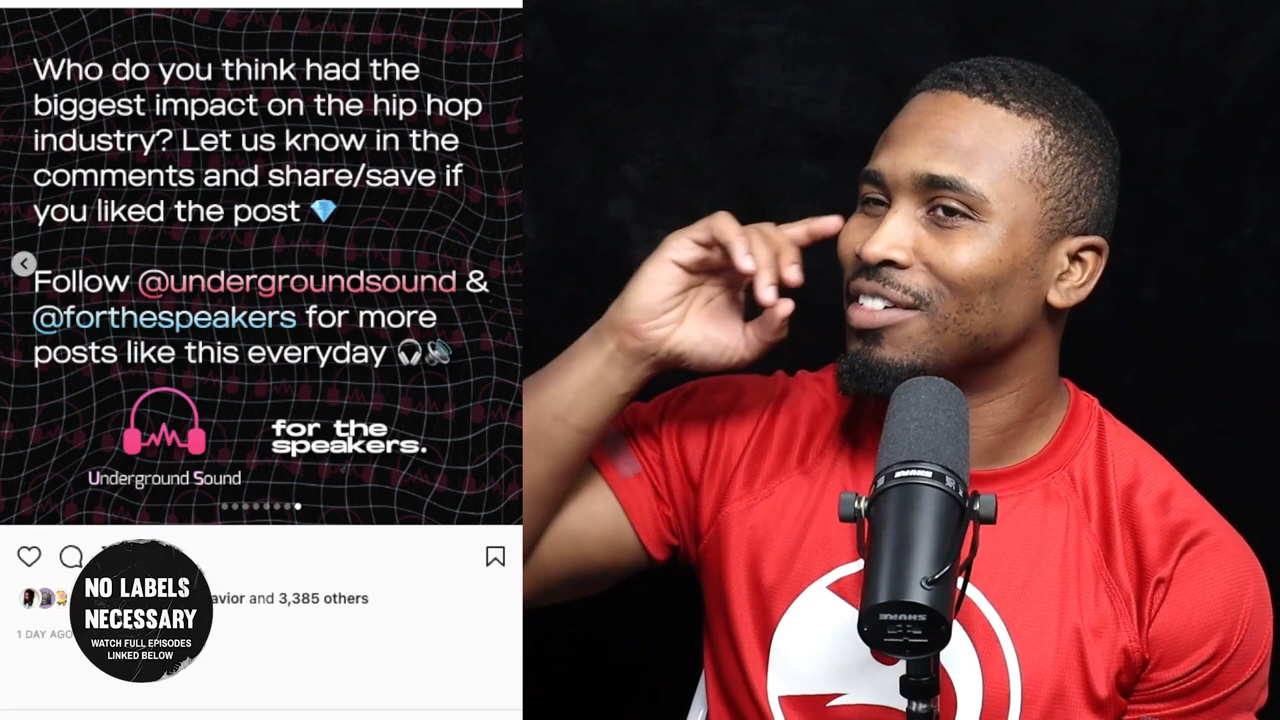 Who do you think had the
biggest impact on the hip hop
industry? Let us know in the
comments and share/save if
you liked the post 💎
Follow @undergroundsound &
@forthespeakers for more
posts like this everyday 🎧🔊
Underground Sound
for the
speakers.
avior and 3,385 others
1 DAY AGO
NO LABELS
NECESSARY
WATCH FULL EPISODES
LINKED BELOW
SHURE
SHURE